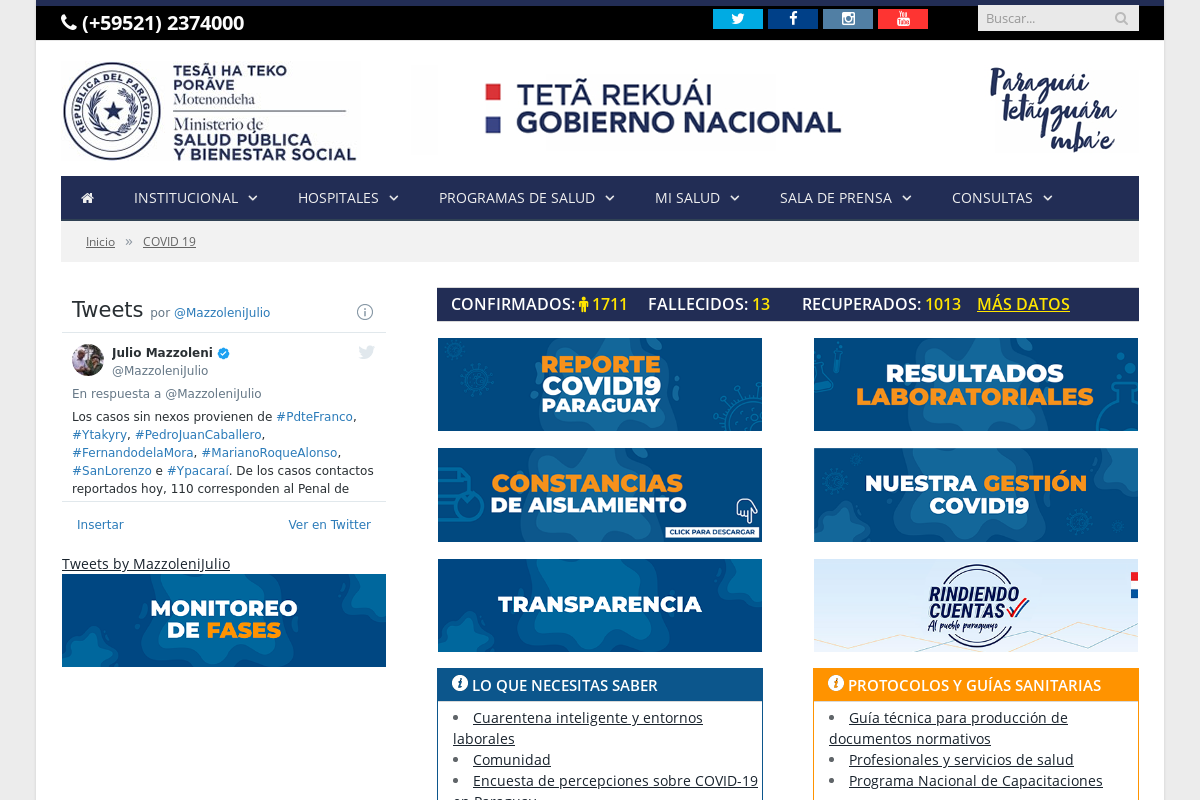 (+59521) 2374000
Buscar...
REPUBLICA DEL PARAGUAY
TESÃI HA TEKO
PORÃVE
Motenondeha
Ministerio de
SALUD PÚBLICA
Y BIENESTAR SOCIAL
TETÃ REKUÁI
GOBIERNO NACIONAL
Paraguái
tetãyguára
mba'e
INSTITUCIONAL
HOSPITALES
PROGRAMAS DE SALUD
MI SALUD
SALA DE PRENSA
CONSULTAS
Inicio » COVID 19
Tweets por @MazzoleniJulio
Julio Mazzoleni
@MazzoleniJulio
En respuesta a @MazzoleniJulio
Los casos sin nexos provienen de #PdteFranco,
#Ytakyry, #PedroJuanCaballero,
#FernandodelaMora, #MarianoRoqueAlonso,
#SanLorenzo e #Ypacaraí. De los casos contactos
reportados hoy, 110 corresponden al Penal de
Insertar
Ver en Twitter
Tweets by MazzoleniJulio
MONITOREO
DE FASES
CONFIRMADOS: 1711 FALLECIDOS: 13 RECUPERADOS: 1013 MÁS DATOS
REPORTE
COVID19
PARAGUAY
RESULTADOS
LABORATORIALES
CONSTANCIAS
DE AISLAMIENTO
CLICK PARA DESCARGAR
NUESTRA GESTIÓN
COVID19
TRANSPARENCIA
RINDIENDO
CUENTAS
Al pueblo paraguayo
LO QUE NECESITAS SABER
Cuarentena inteligente y entornos
laborales
Comunidad
Encuesta de percepciones sobre COVID-19
en Paraguay
PROTOCOLOS Y GUÍAS SANITARIAS
Guía técnica para producción de
documentos normativos
Profesionales y servicios de salud
Programa Nacional de Capacitaciones